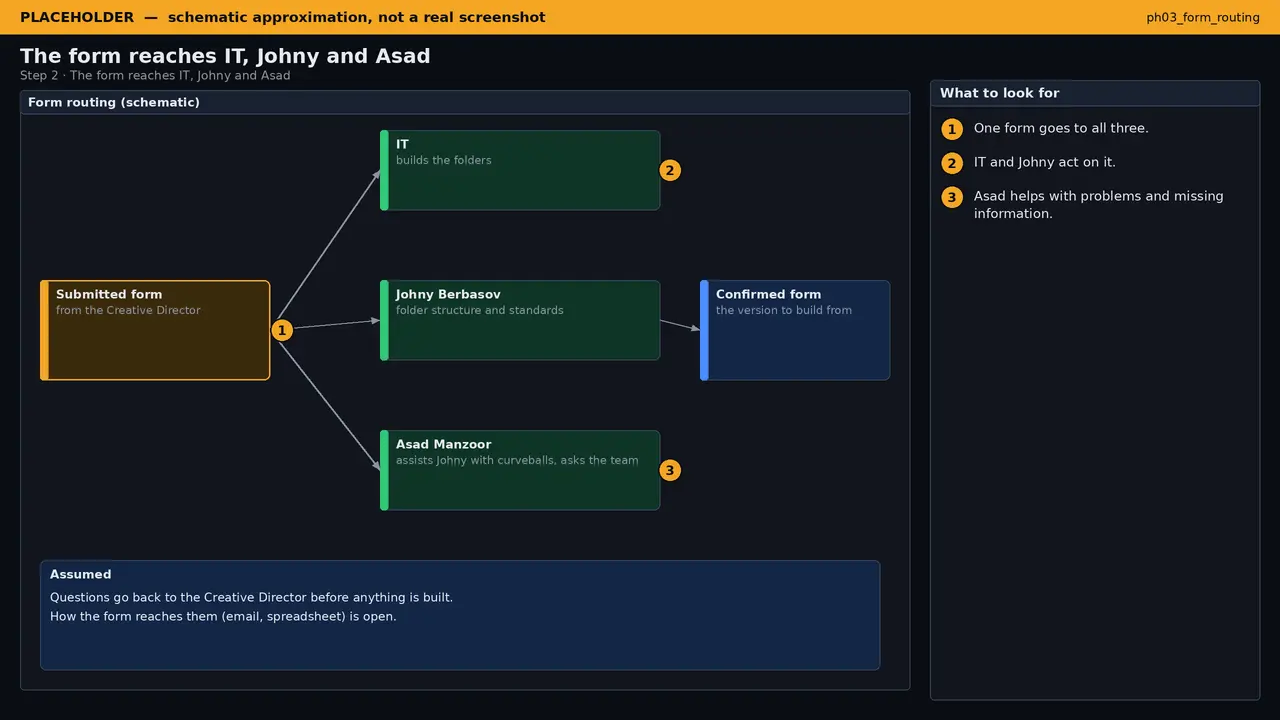 PLACEHOLDER — schematic approximation, not a real screenshot
ph03_form_routing
The form reaches IT, Johny and Asad
Step 2 · The form reaches IT, Johny and Asad
Form routing (schematic)
IT
builds the folders
2
Submitted form
from the Creative Director
1
Johny Berbasov
folder structure and standards
Confirmed form
the version to build from
Asad Manzoor
assists Johny with curveballs, asks the team
3
Assumed
Questions go back to the Creative Director before anything is built.
How the form reaches them (email, spreadsheet) is open.
What to look for
1 One form goes to all three.
2 IT and Johny act on it.
3 Asad helps with problems and missing
information.